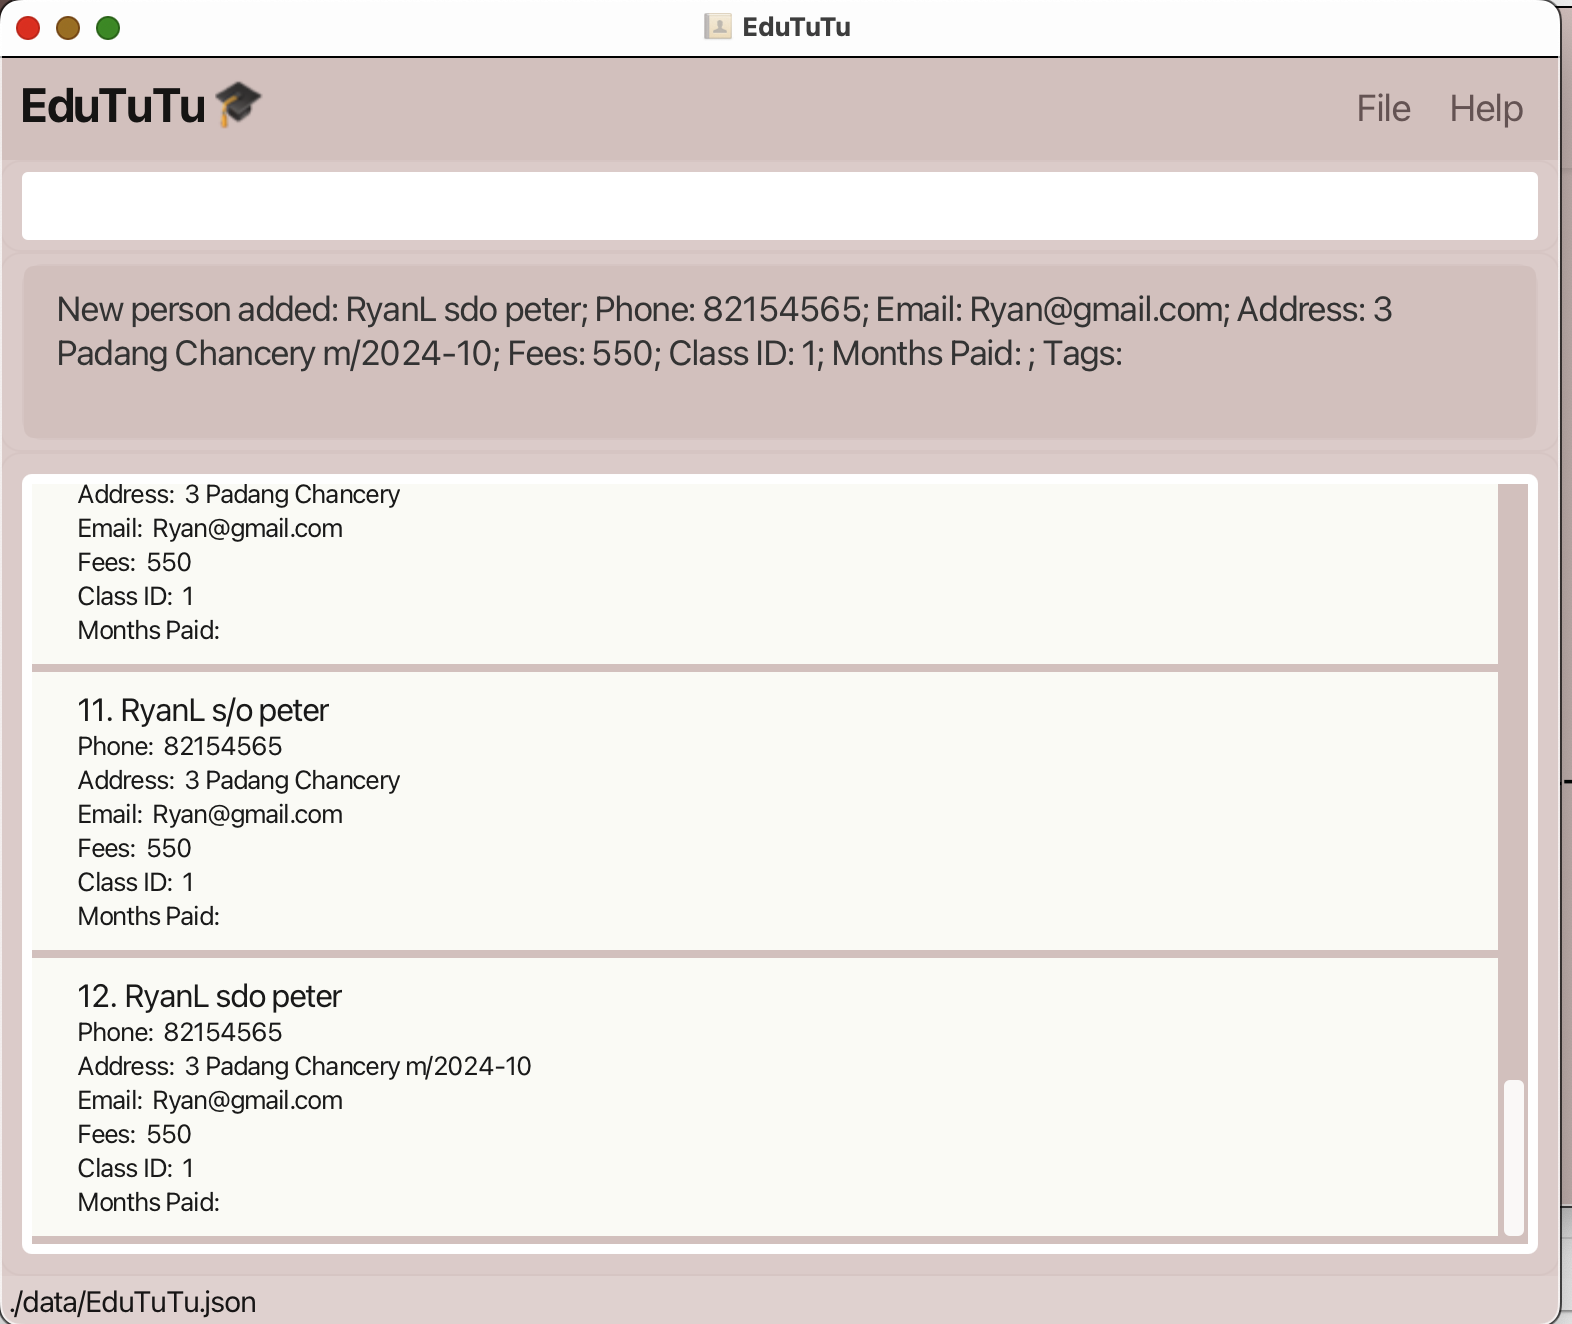 EduTuTu
EduTuTu
File Help
New person added: RyanL sdo peter; Phone: 82154565; Email: Ryan@gmail.com; Address: 3
Padang Chancery m/2024-10; Fees: 550; Class ID: 1; Months Paid: ; Tags:
Address: 3 Padang Chancery
Email: Ryan@gmail.com
Fees: 550
Class ID: 1
Months Paid:
11. RyanL s/o peter
Phone: 82154565
Address: 3 Padang Chancery
Email: Ryan@gmail.com
Fees: 550
Class ID: 1
Months Paid:
12. RyanL sdo peter
Phone: 82154565
Address: 3 Padang Chancery m/2024-10
Email: Ryan@gmail.com
Fees: 550
Class ID: 1
Months Paid:
./data/EduTuTu.json